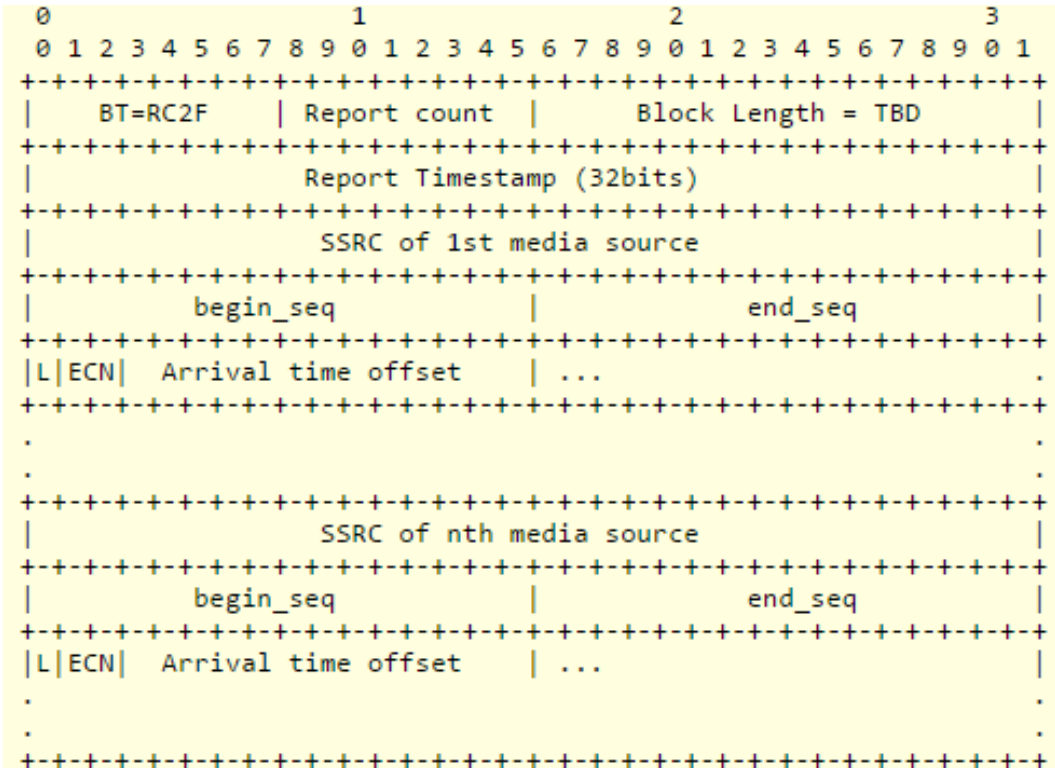 0                   1                   2                   3
 0 1 2 3 4 5 6 7 8 9 0 1 2 3 4 5 6 7 8 9 0 1 2 3 4 5 6 7 8 9 0 1
+-+-+-+-+-+-+-+-+-+-+-+-+-+-+-+-+-+-+-+-+-+-+-+-+-+-+-+-+-+-+-+-+
|    BT=RC2F    | Report count  |      Block Length = TBD       |
+-+-+-+-+-+-+-+-+-+-+-+-+-+-+-+-+-+-+-+-+-+-+-+-+-+-+-+-+-+-+-+-+
|                 Report Timestamp (32bits)                     |
+-+-+-+-+-+-+-+-+-+-+-+-+-+-+-+-+-+-+-+-+-+-+-+-+-+-+-+-+-+-+-+-+
|                  SSRC of 1st media source                     |
+-+-+-+-+-+-+-+-+-+-+-+-+-+-+-+-+-+-+-+-+-+-+-+-+-+-+-+-+-+-+-+-+
|          begin_seq            |             end_seq           |
+-+-+-+-+-+-+-+-+-+-+-+-+-+-+-+-+-+-+-+-+-+-+-+-+-+-+-+-+-+-+-+-+
|L|ECN|  Arrival time offset    | ...                           .
+-+-+-+-+-+-+-+-+-+-+-+-+-+-+-+-+-+-+-+-+-+-+-+-+-+-+-+-+-+-+-+-+
.                                                               .
.                                                               .
+-+-+-+-+-+-+-+-+-+-+-+-+-+-+-+-+-+-+-+-+-+-+-+-+-+-+-+-+-+-+-+-+
|                  SSRC of nth media source                     |
+-+-+-+-+-+-+-+-+-+-+-+-+-+-+-+-+-+-+-+-+-+-+-+-+-+-+-+-+-+-+-+-+
|          begin_seq            |             end_seq           |
+-+-+-+-+-+-+-+-+-+-+-+-+-+-+-+-+-+-+-+-+-+-+-+-+-+-+-+-+-+-+-+-+
|L|ECN|  Arrival time offset    | ...                           |
.                                                               .
.                                                               .
+-+-+-+-+-+-+-+-+-+-+-+-+-+-+-+-+-+-+-+-+-+-+-+-+-+-+-+-+-+-+-+-+